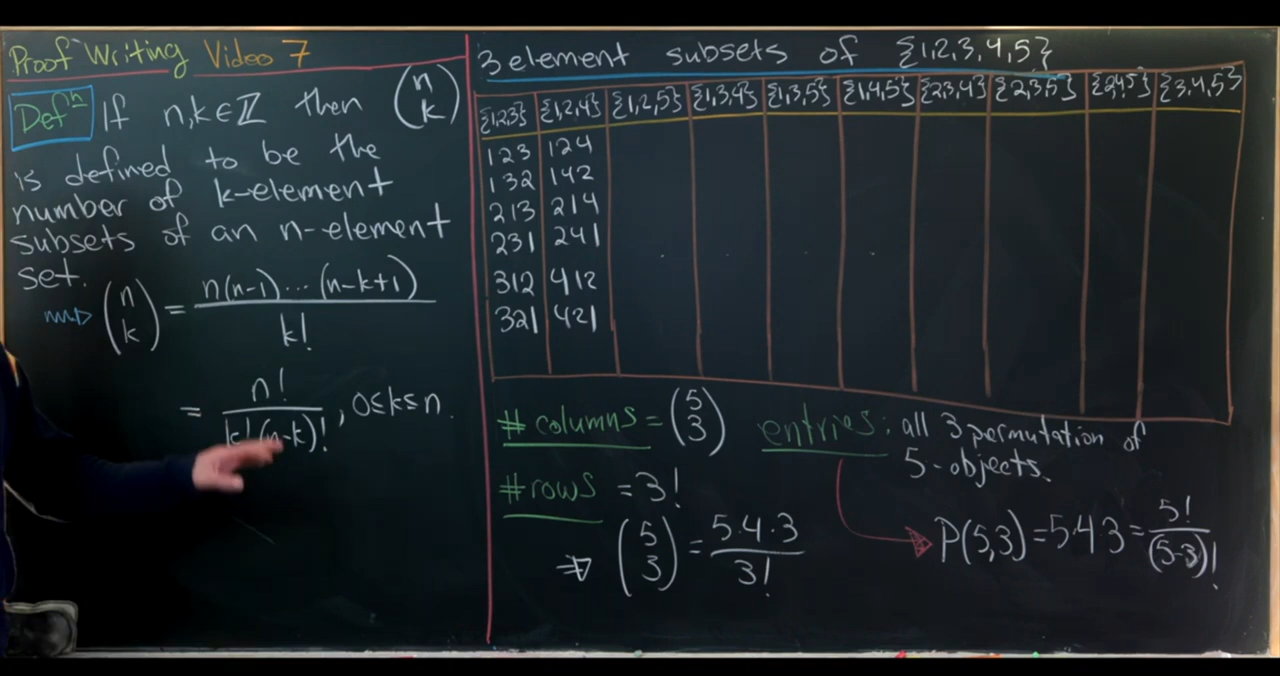 Proof Writing Video 7
Defⁿ If n,k∈ℤ then (n k)
is defined to be the
number of k-element
subsets of an n-element
set.
(n k) = n(n-1)...(n-k+1) / k!
= n! / k!(n-k)! , 0≤k≤n.
3 element subsets of {1,2,3,4,5}
{1,2,3} {1,2,4} {1,2,5} {1,3,4} {1,3,5} {1,4,5} {2,3,4} {2,3,5} {2,4,5} {3,4,5}
123 124
132 142
213 214
231 241
312 412
321 421
# columns = (5 3)
#rows = 3!
⇒ (5 3) = 5·4·3 / 3!
entries: all 3 permutation of
5-objects.
P(5,3) = 5·4·3 = 5! / (5-3)!